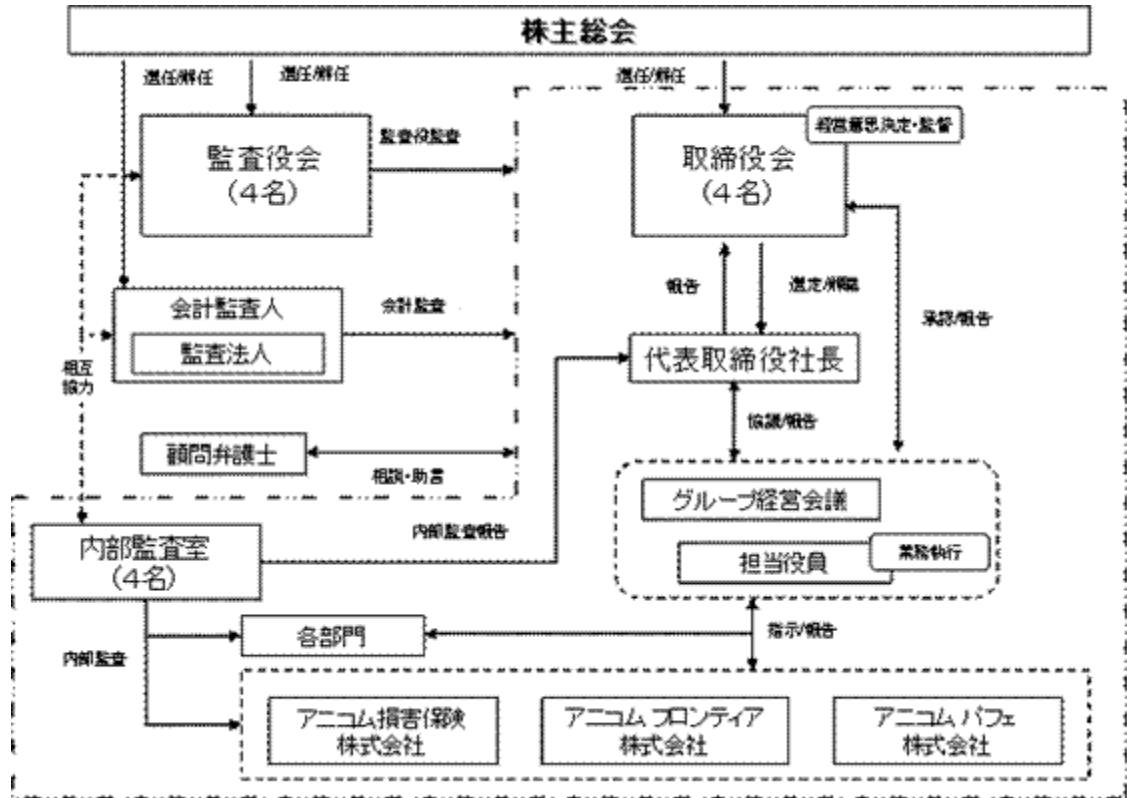 株主総会
選任/解任
選任/解任
選任/解任
経営意思決定・監督
監査役会
(4名)
監査役監査
取締役会
(4名)
報告
選定/解職
承認/報告
会計監査人
監査法人
会計監査
相互
協力
代表取締役社長
協議/報告
顧問弁護士
相談・助言
グループ経営会議
担当役員
業務執行
内部監査室
(4名)
内部監査報告
各部門
指示/報告
内部監査
アニコム損害保険
株式会社
アニコム フロンティア
株式会社
アニコム パフェ
株式会社